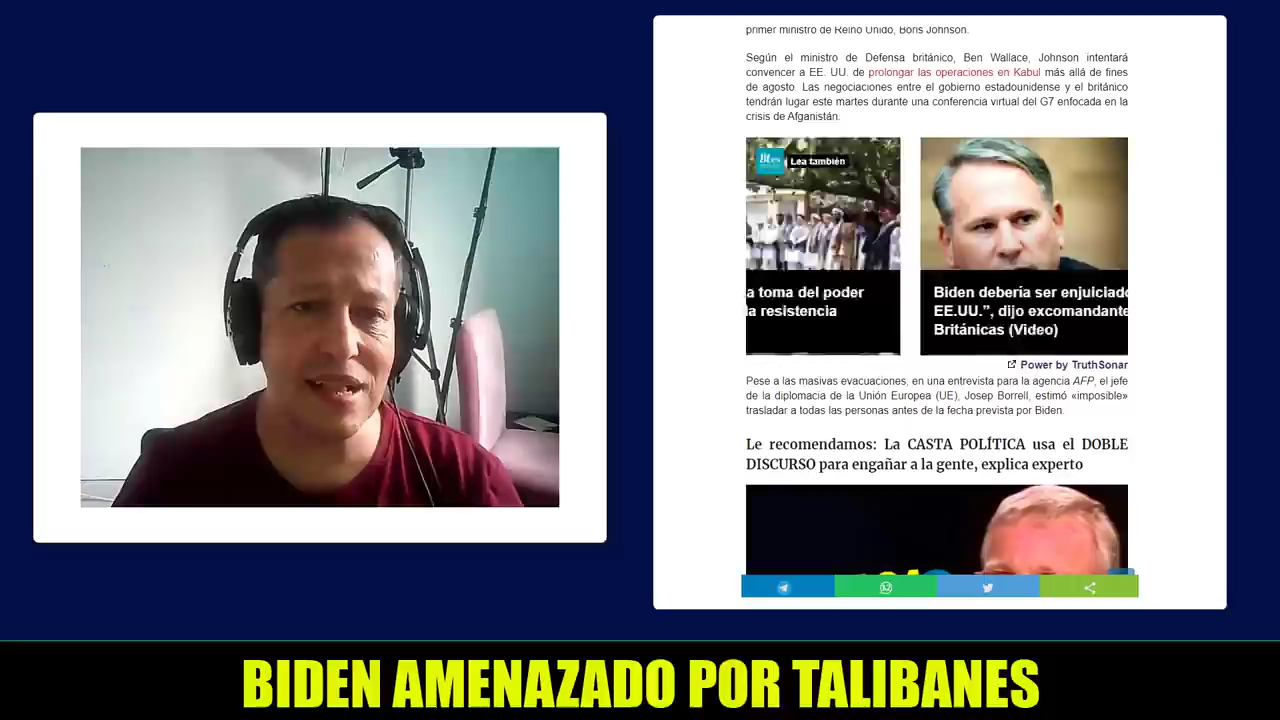 primer ministro de Reino Unido, Boris Johnson.
Según el ministro de Defensa británico, Ben Wallace, Johnson intentará
convencer a EE. UU. de prolongar las operaciones en Kabul más allá de fines
de agosto. Las negociaciones entre el gobierno estadounidense y el británico
tendrán lugar este martes durante una conferencia virtual del G7 enfocada en la
crisis de Afganistán.
Lea también
a toma del poder
la resistencia
Biden debería ser enjuiciado
EE.UU.”, dijo excomandante
Británicas (Video)
Power by TruthSonar
Pese a las masivas evacuaciones, en una entrevista para la agencia AFP, el jefe
de la diplomacia de la Unión Europea (UE), Josep Borrell, estimó «imposible»
trasladar a todas las personas antes de la fecha prevista por Biden.
Le recomendamos: La CASTA POLÍTICA usa el DOBLE
DISCURSO para engañar a la gente, explica experto
BIDEN AMENAZADO POR TALIBANES